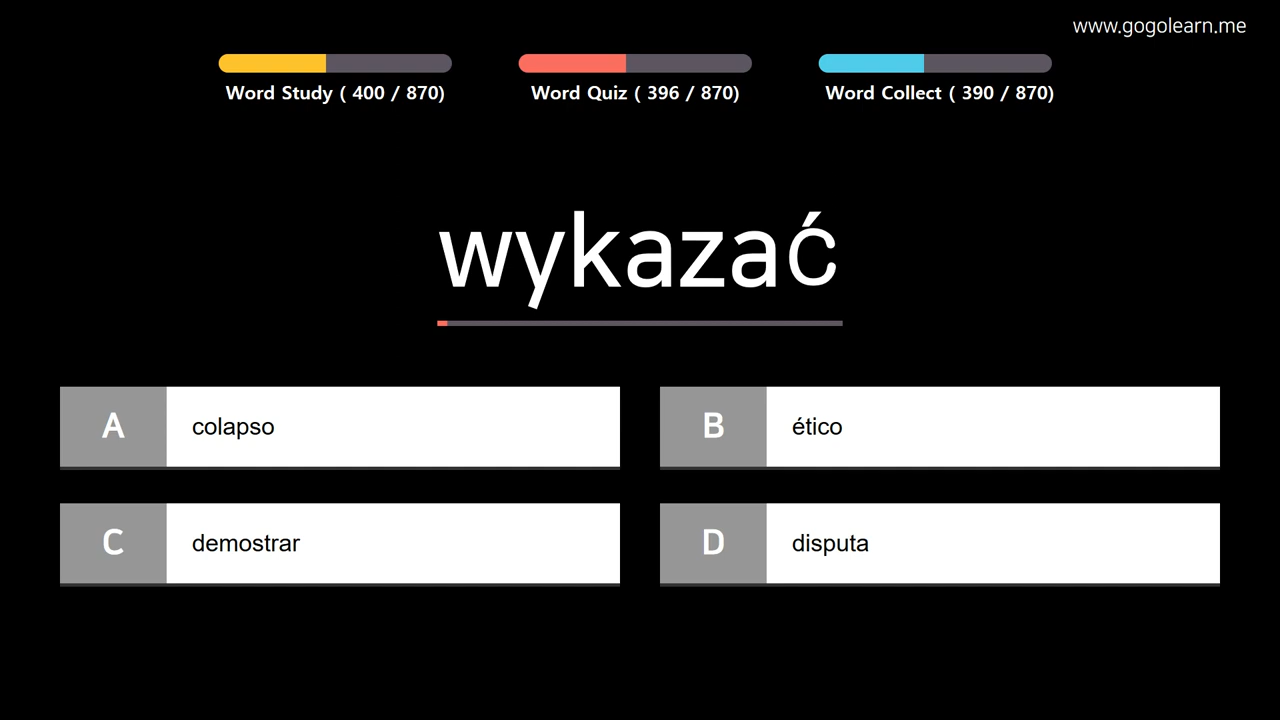 www.gogolearn.me
Word Study ( 400 / 870)
Word Quiz ( 396 / 870)
Word Collect ( 390 / 870)
wykazać
A colapso
B ético
C demostrar
D disputa